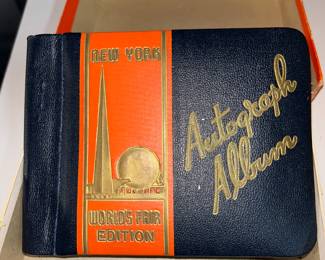 NEW YORK
WORLD'S FAIR
EDITION
Autograph
Album